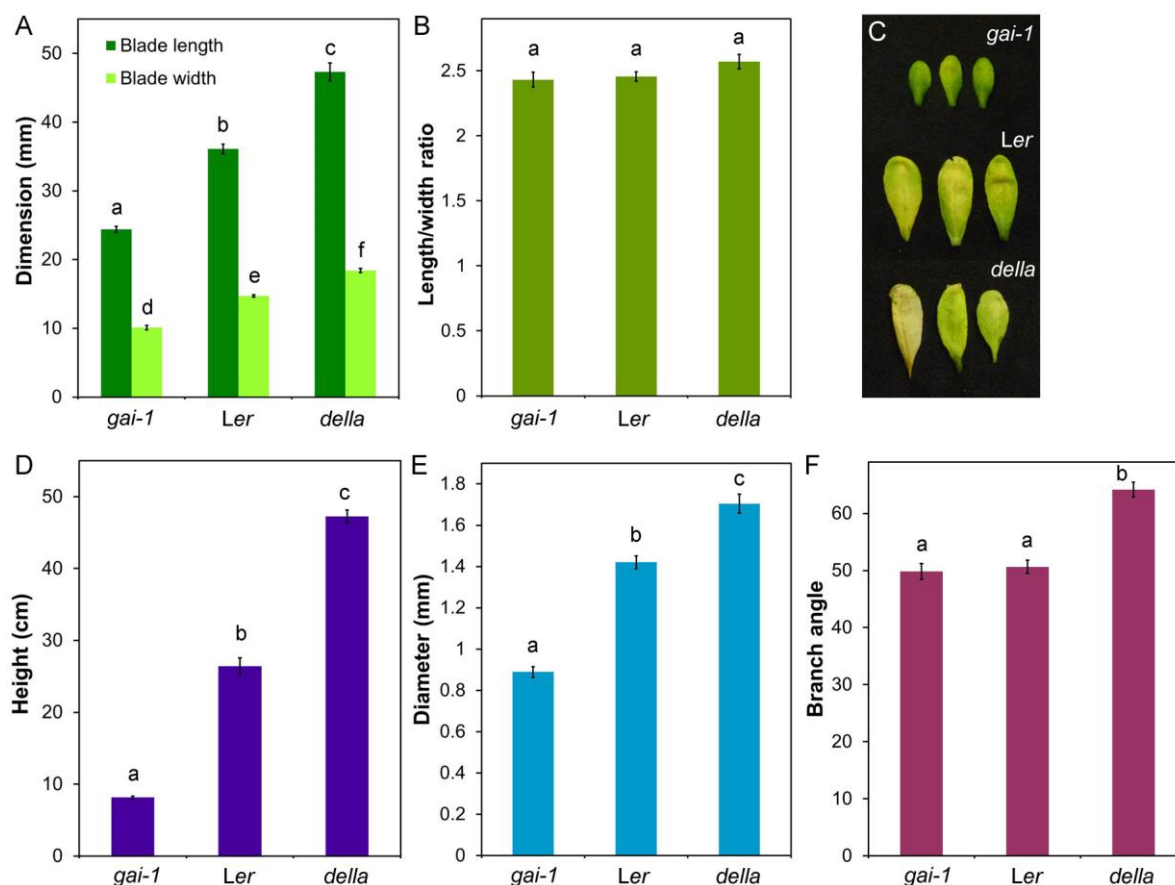 A
Blade length
Blade width
Dimension (mm)
50
40
30
20
10
0
a
d
b
e
c
f
gai-1
Ler
della
B
Length/width ratio
2.5
2
1.5
1
0.5
0
a
a
a
gai-1
Ler
della
C
gai-1
Ler
della
D
Height (cm)
50
40
30
20
10
0
a
b
c
gai-1
Ler
della
E
Diameter (mm)
1.8
1.6
1.4
1.2
1
0.8
0.6
0.4
0.2
0
a
b
c
gai-1
Ler
della
F
Branch angle
60
50
40
30
20
10
0
a
a
b
gai-1
Ler
della